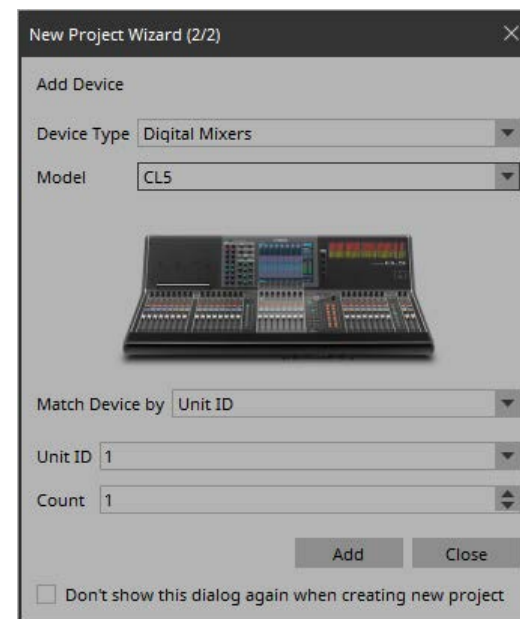 New Project Wizard (2/2)
Add Device
Device Type Digital Mixers
Model CL5
Match Device by Unit ID
Unit ID 1
Count 1
Add Close
Don't show this dialog again when creating new project